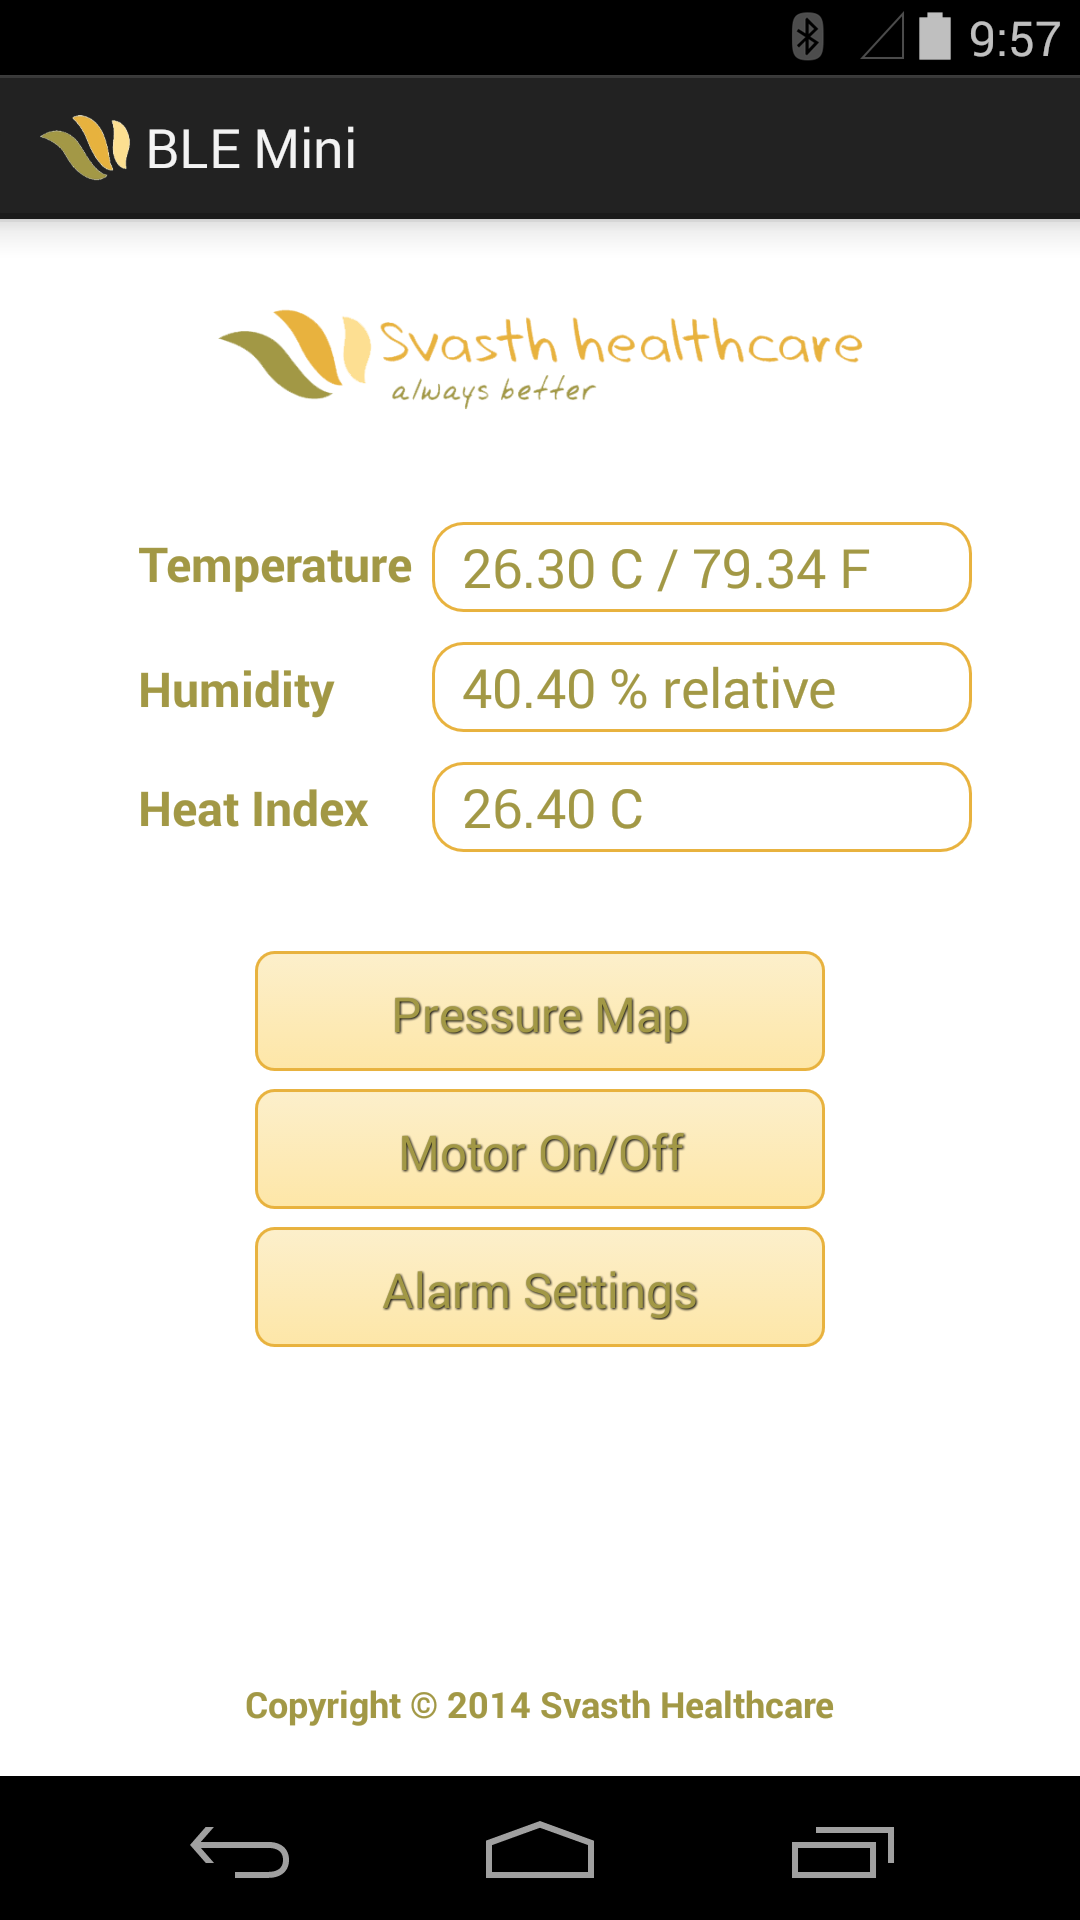 9:57
BLE Mini
Svasth healthcare
always better
Temperature 26.30 C / 79.34 F
Humidity 40.40 % relative
Heat Index 26.40 C
Pressure Map
Motor On/Off
Alarm Settings
Copyright © 2014 Svasth Healthcare